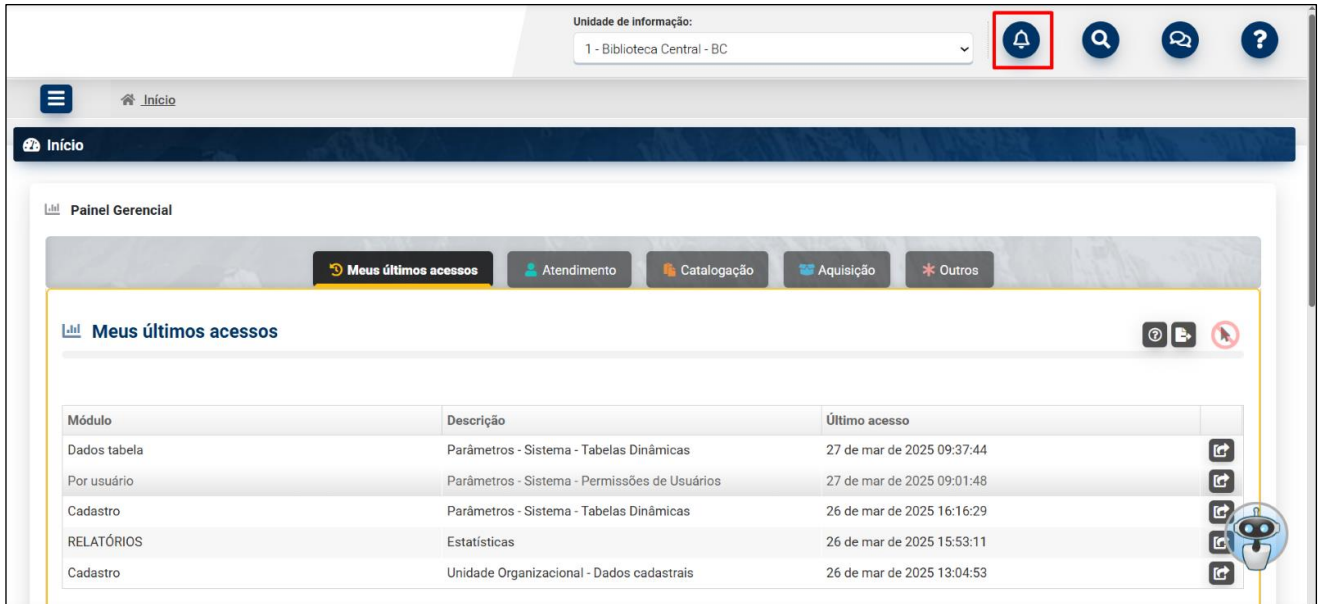 Unidade de informação:
1 - Biblioteca Central - BC
Início
Início
Painel Gerencial
Meus últimos acessos Atendimento Catalogação Aquisição Outros
Meus últimos acessos
Módulo Descrição Último acesso
Dados tabela Parâmetros - Sistema - Tabelas Dinâmicas 27 de mar de 2025 09:37:44
Por usuário Parâmetros - Sistema - Permissões de Usuários 27 de mar de 2025 09:01:48
Cadastro Parâmetros - Sistema - Tabelas Dinâmicas 26 de mar de 2025 16:16:29
RELATÓRIOS Estatísticas 26 de mar de 2025 15:53:11
Cadastro Unidade Organizacional - Dados cadastrais 26 de mar de 2025 13:04:53